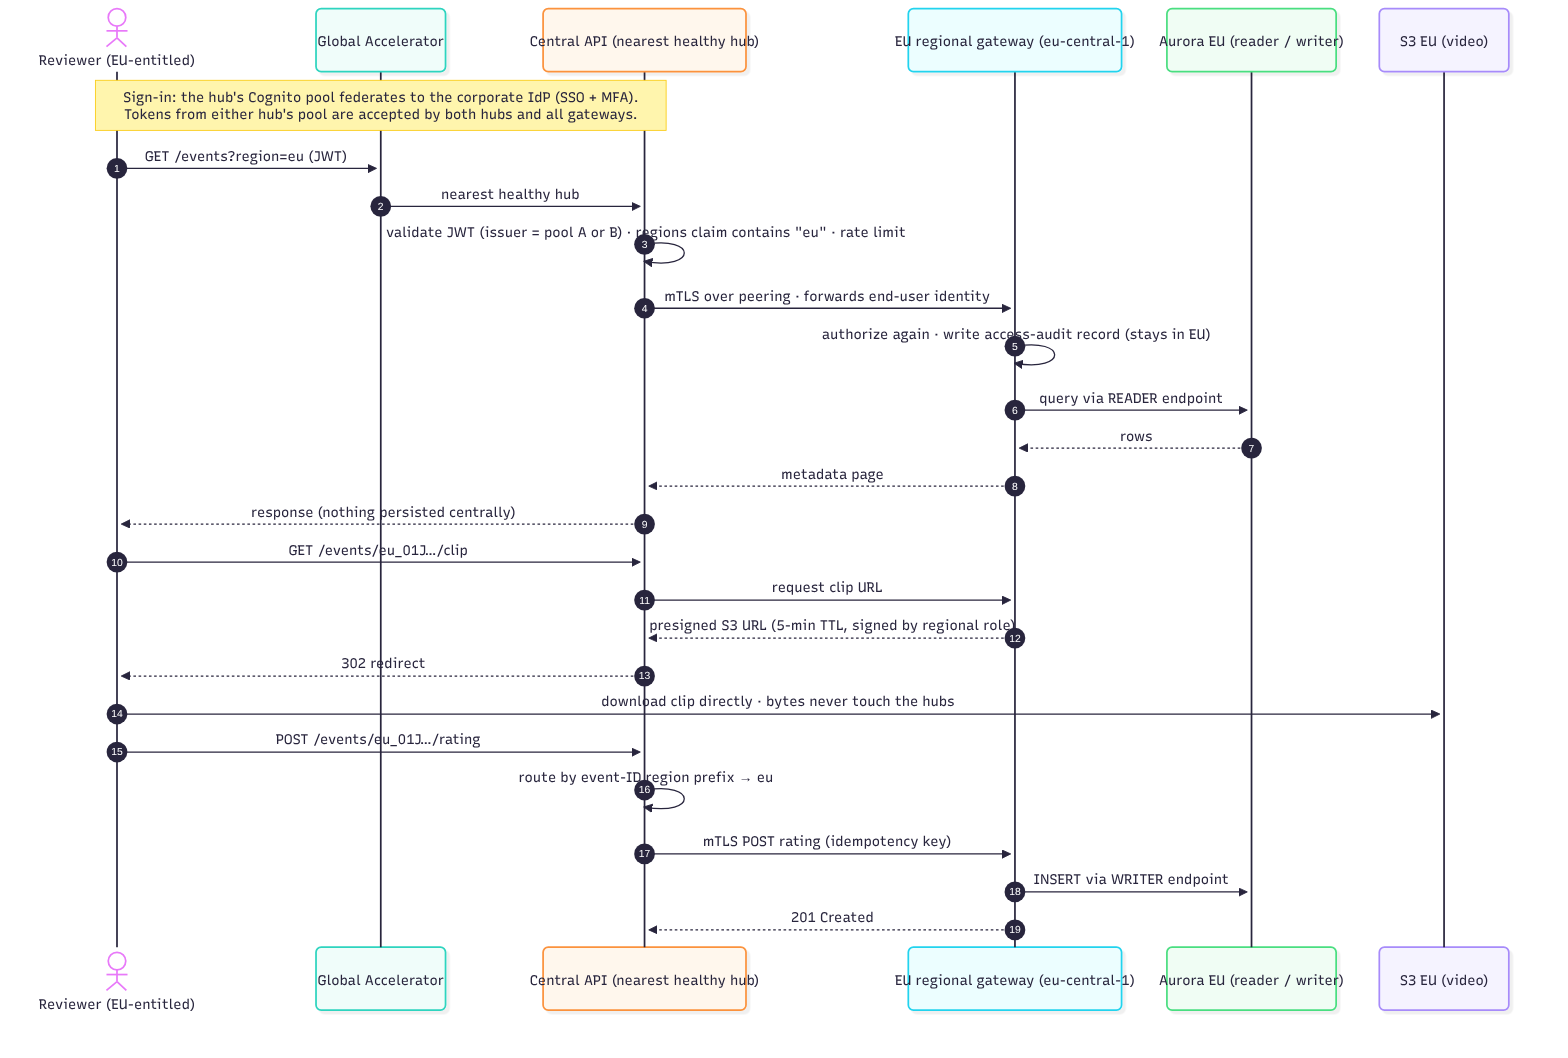 Reviewer (EU-entitled)
Global Accelerator
Central API (nearest healthy hub)
EU regional gateway (eu-central-1)
Aurora EU (reader / writer)
S3 EU (video)
Sign-in: the hub's Cognito pool federates to the corporate IdP (SSO + MFA).
Tokens from either hub's pool are accepted by both hubs and all gateways.
1
GET /events?region=eu (JWT)
2
nearest healthy hub
validate JWT (issuer = pool A or B) · regions claim contains "eu" · rate limit
3
4
mTLS over peering · forwards end-user identity
authorize again · write access-audit record (stays in EU)
5
6
query via READER endpoint
rows
7
metadata page
8
response (nothing persisted centrally)
9
10
GET /events/eu_01J…/clip
11
request clip URL
presigned S3 URL (5-min TTL, signed by regional role)
12
302 redirect
13
14
download clip directly · bytes never touch the hubs
15
POST /events/eu_01J…/rating
route by event-ID region prefix → eu
16
17
mTLS POST rating (idempotency key)
18
INSERT via WRITER endpoint
201 Created
19
Reviewer (EU-entitled)
Global Accelerator
Central API (nearest healthy hub)
EU regional gateway (eu-central-1)
Aurora EU (reader / writer)
S3 EU (video)